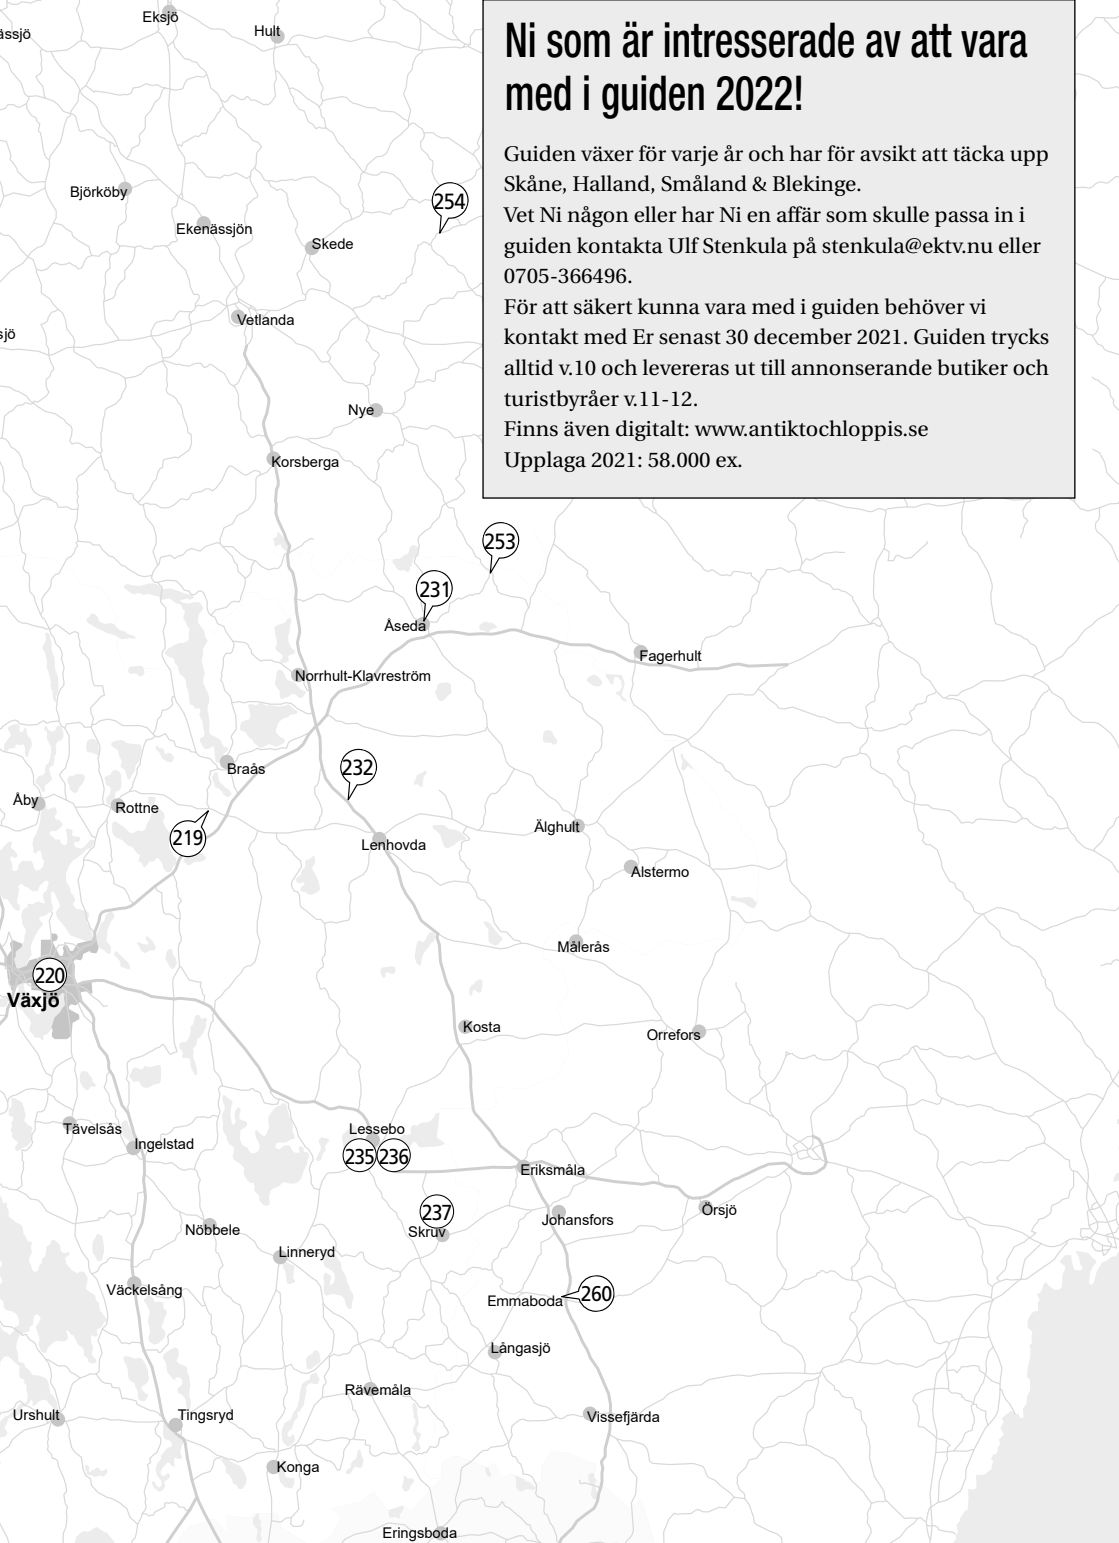 Ni som är intresserade av att vara
med i guiden 2022!
Guiden växer för varje år och har för avsikt att täcka upp
Skåne, Halland, Småland & Blekinge.
Vet Ni någon eller har Ni en affär som skulle passa in i
guiden kontakta Ulf Stenkula på stenkula@ektv.nu eller
0705-366496.
För att säkert kunna vara med i guiden behöver vi
kontakt med Er senast 30 december 2021. Guiden trycks
alltid v.10 och levereras ut till annonserande butiker och
turistbyråer v.11-12.
Finns även digitalt: www.antiktochloppis.se
Upplaga 2021: 58.000 ex.
Eksjö
Hult
ässjö
Björköby
254
Ekenässjön
Skede
Vetlanda
sjö
Nye
Korsberga
253
231
Åseda
Fagerhult
Norrhult-Klavreström
Braås
232
Åby
Rottne
219
Lenhovda
Älghult
Alstermo
Målerås
220
Växjö
Kosta
Orrefors
Tävelsås
Ingelstad
Lessebo
235
236
Eriksmåla
237
Skruv
Johansfors
Örsjö
Nöbbele
Linneryd
Väckelsång
Emmaboda
260
Långasjö
Rävemåla
Urshult
Tingsryd
Vissefjärda
Konga
Eringsboda